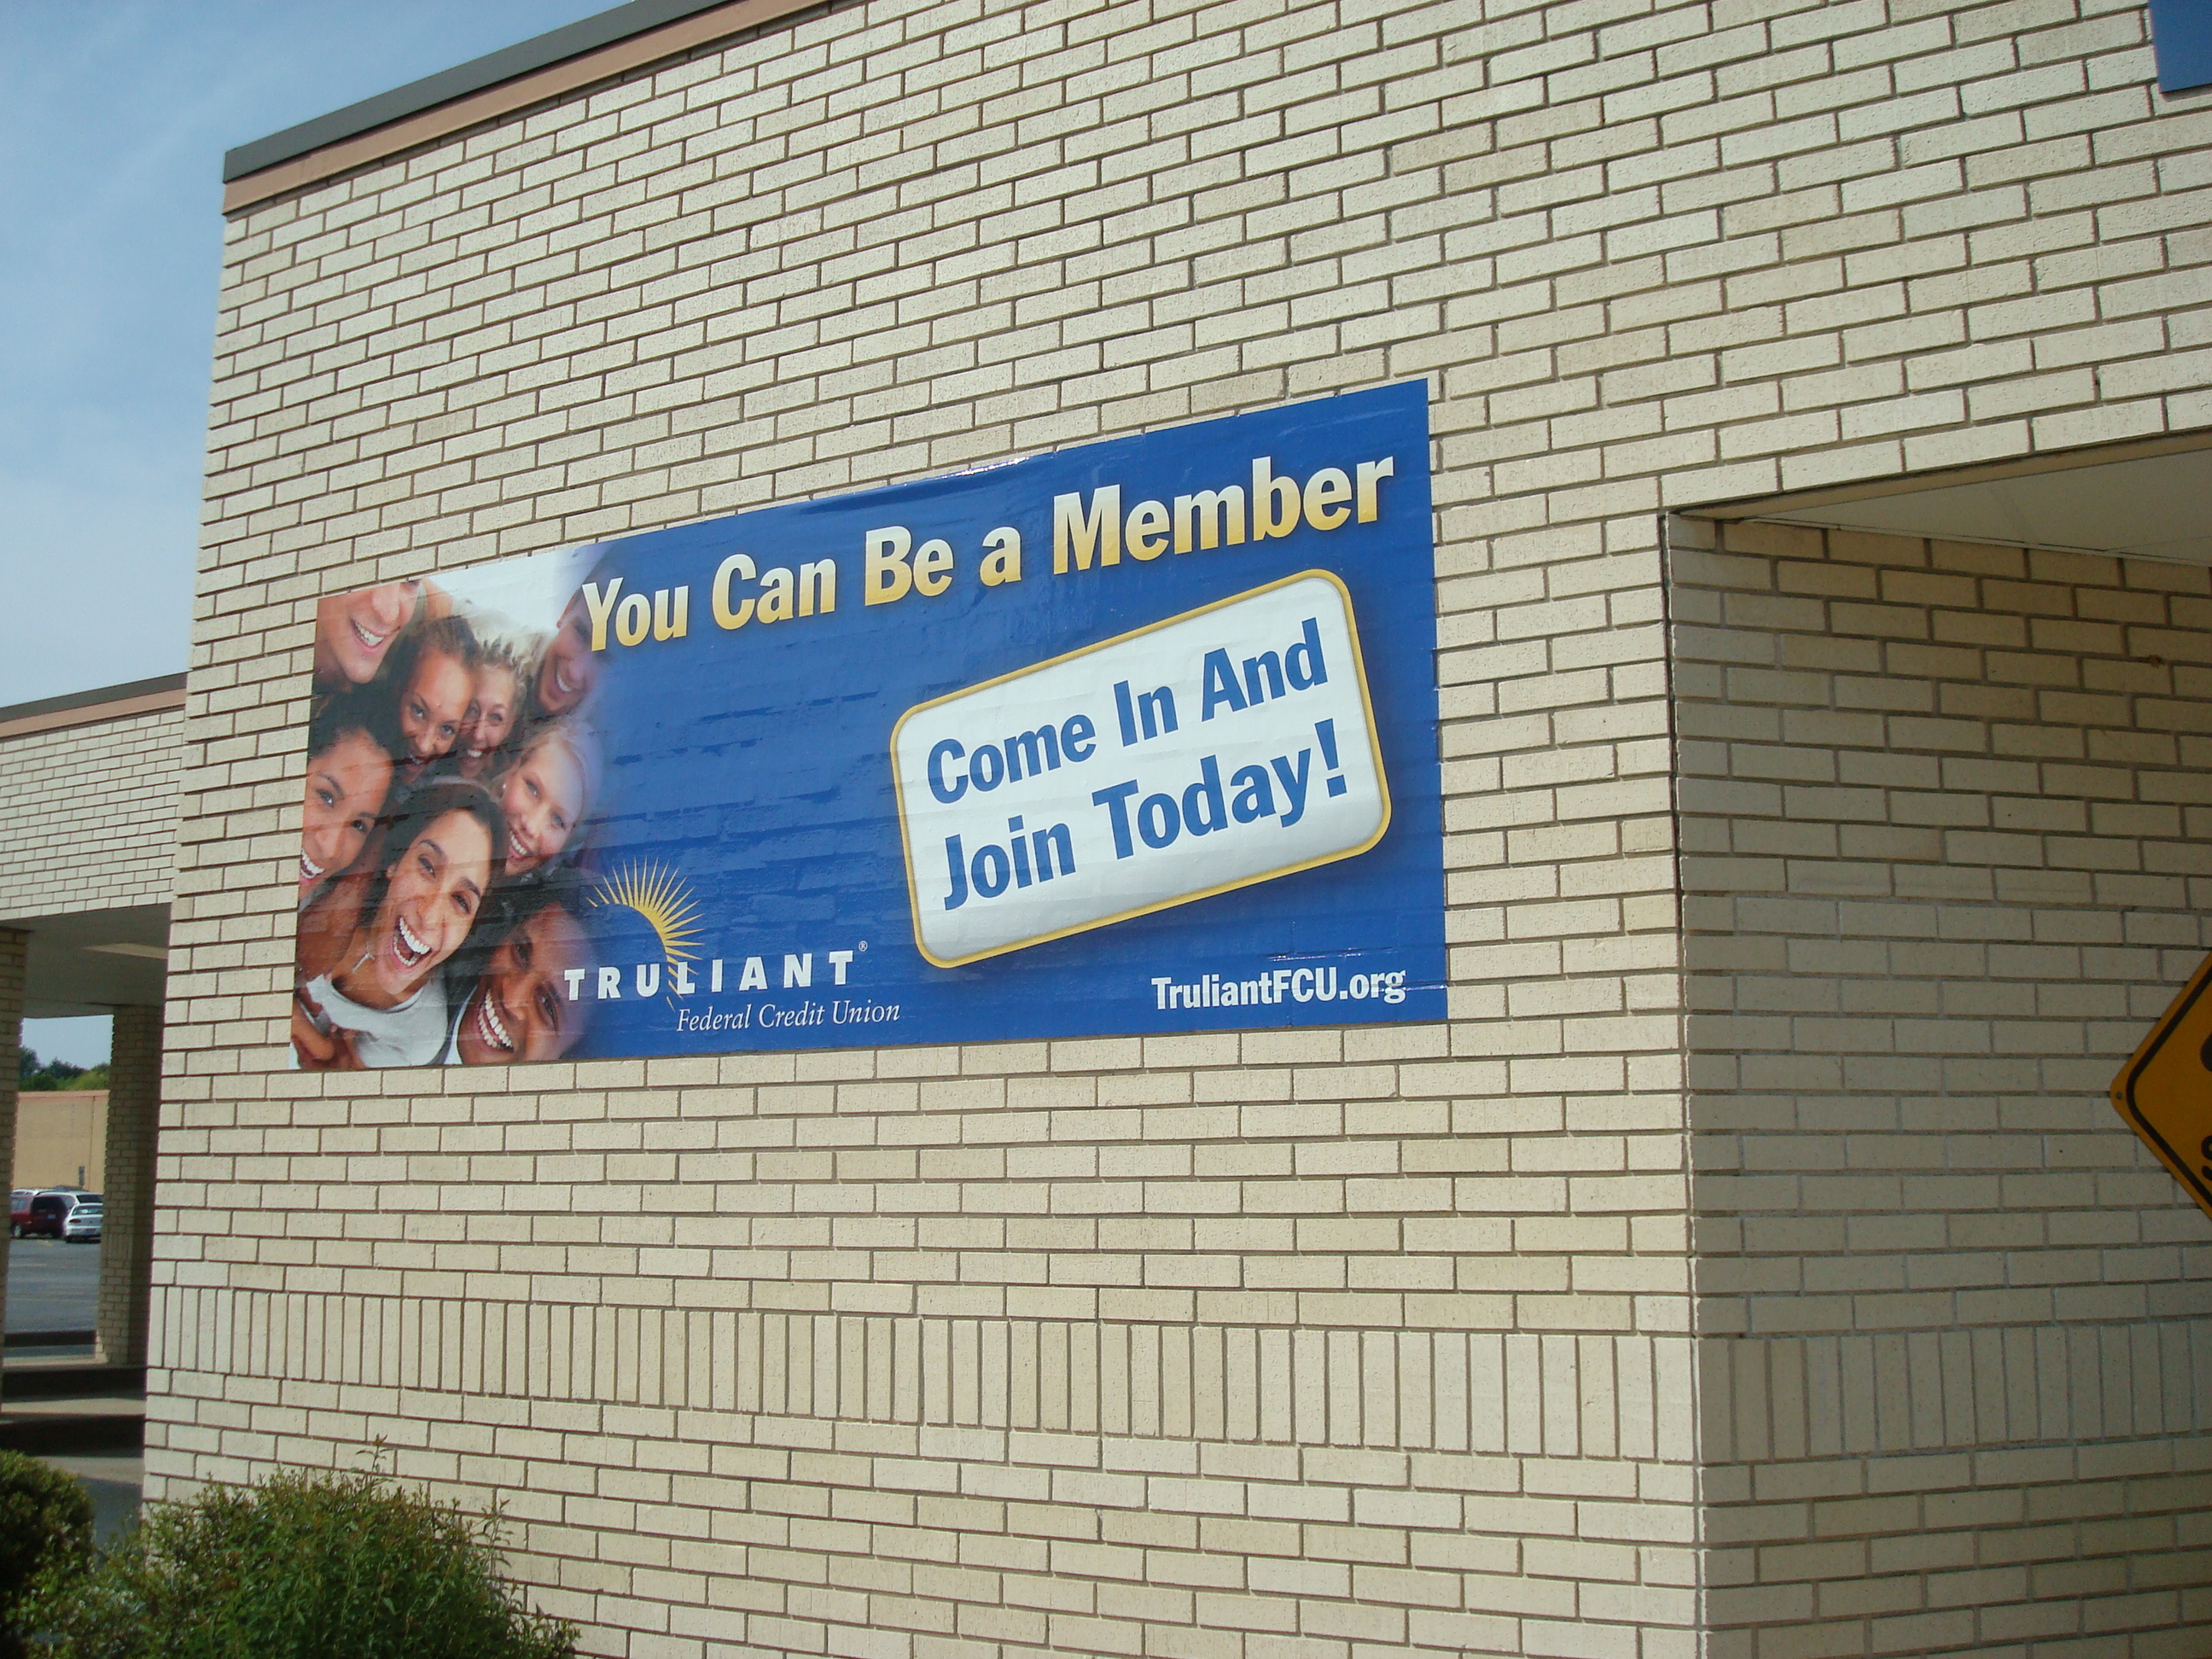 You Can Be a Member
Come In And
Join Today!
TRULIANT®
Federal Credit Union
TruliantFCU.org